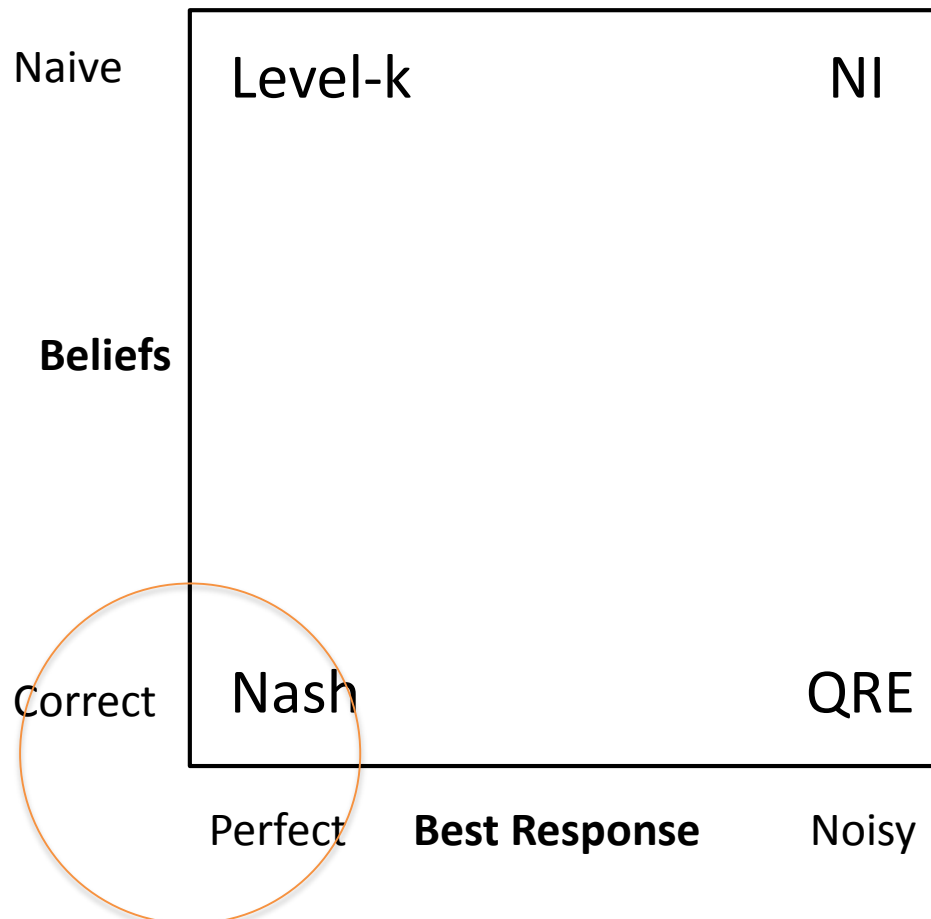 Naive
Level-k
NI
Beliefs
Correct
Nash
QRE
Perfect
Best Response
Noisy